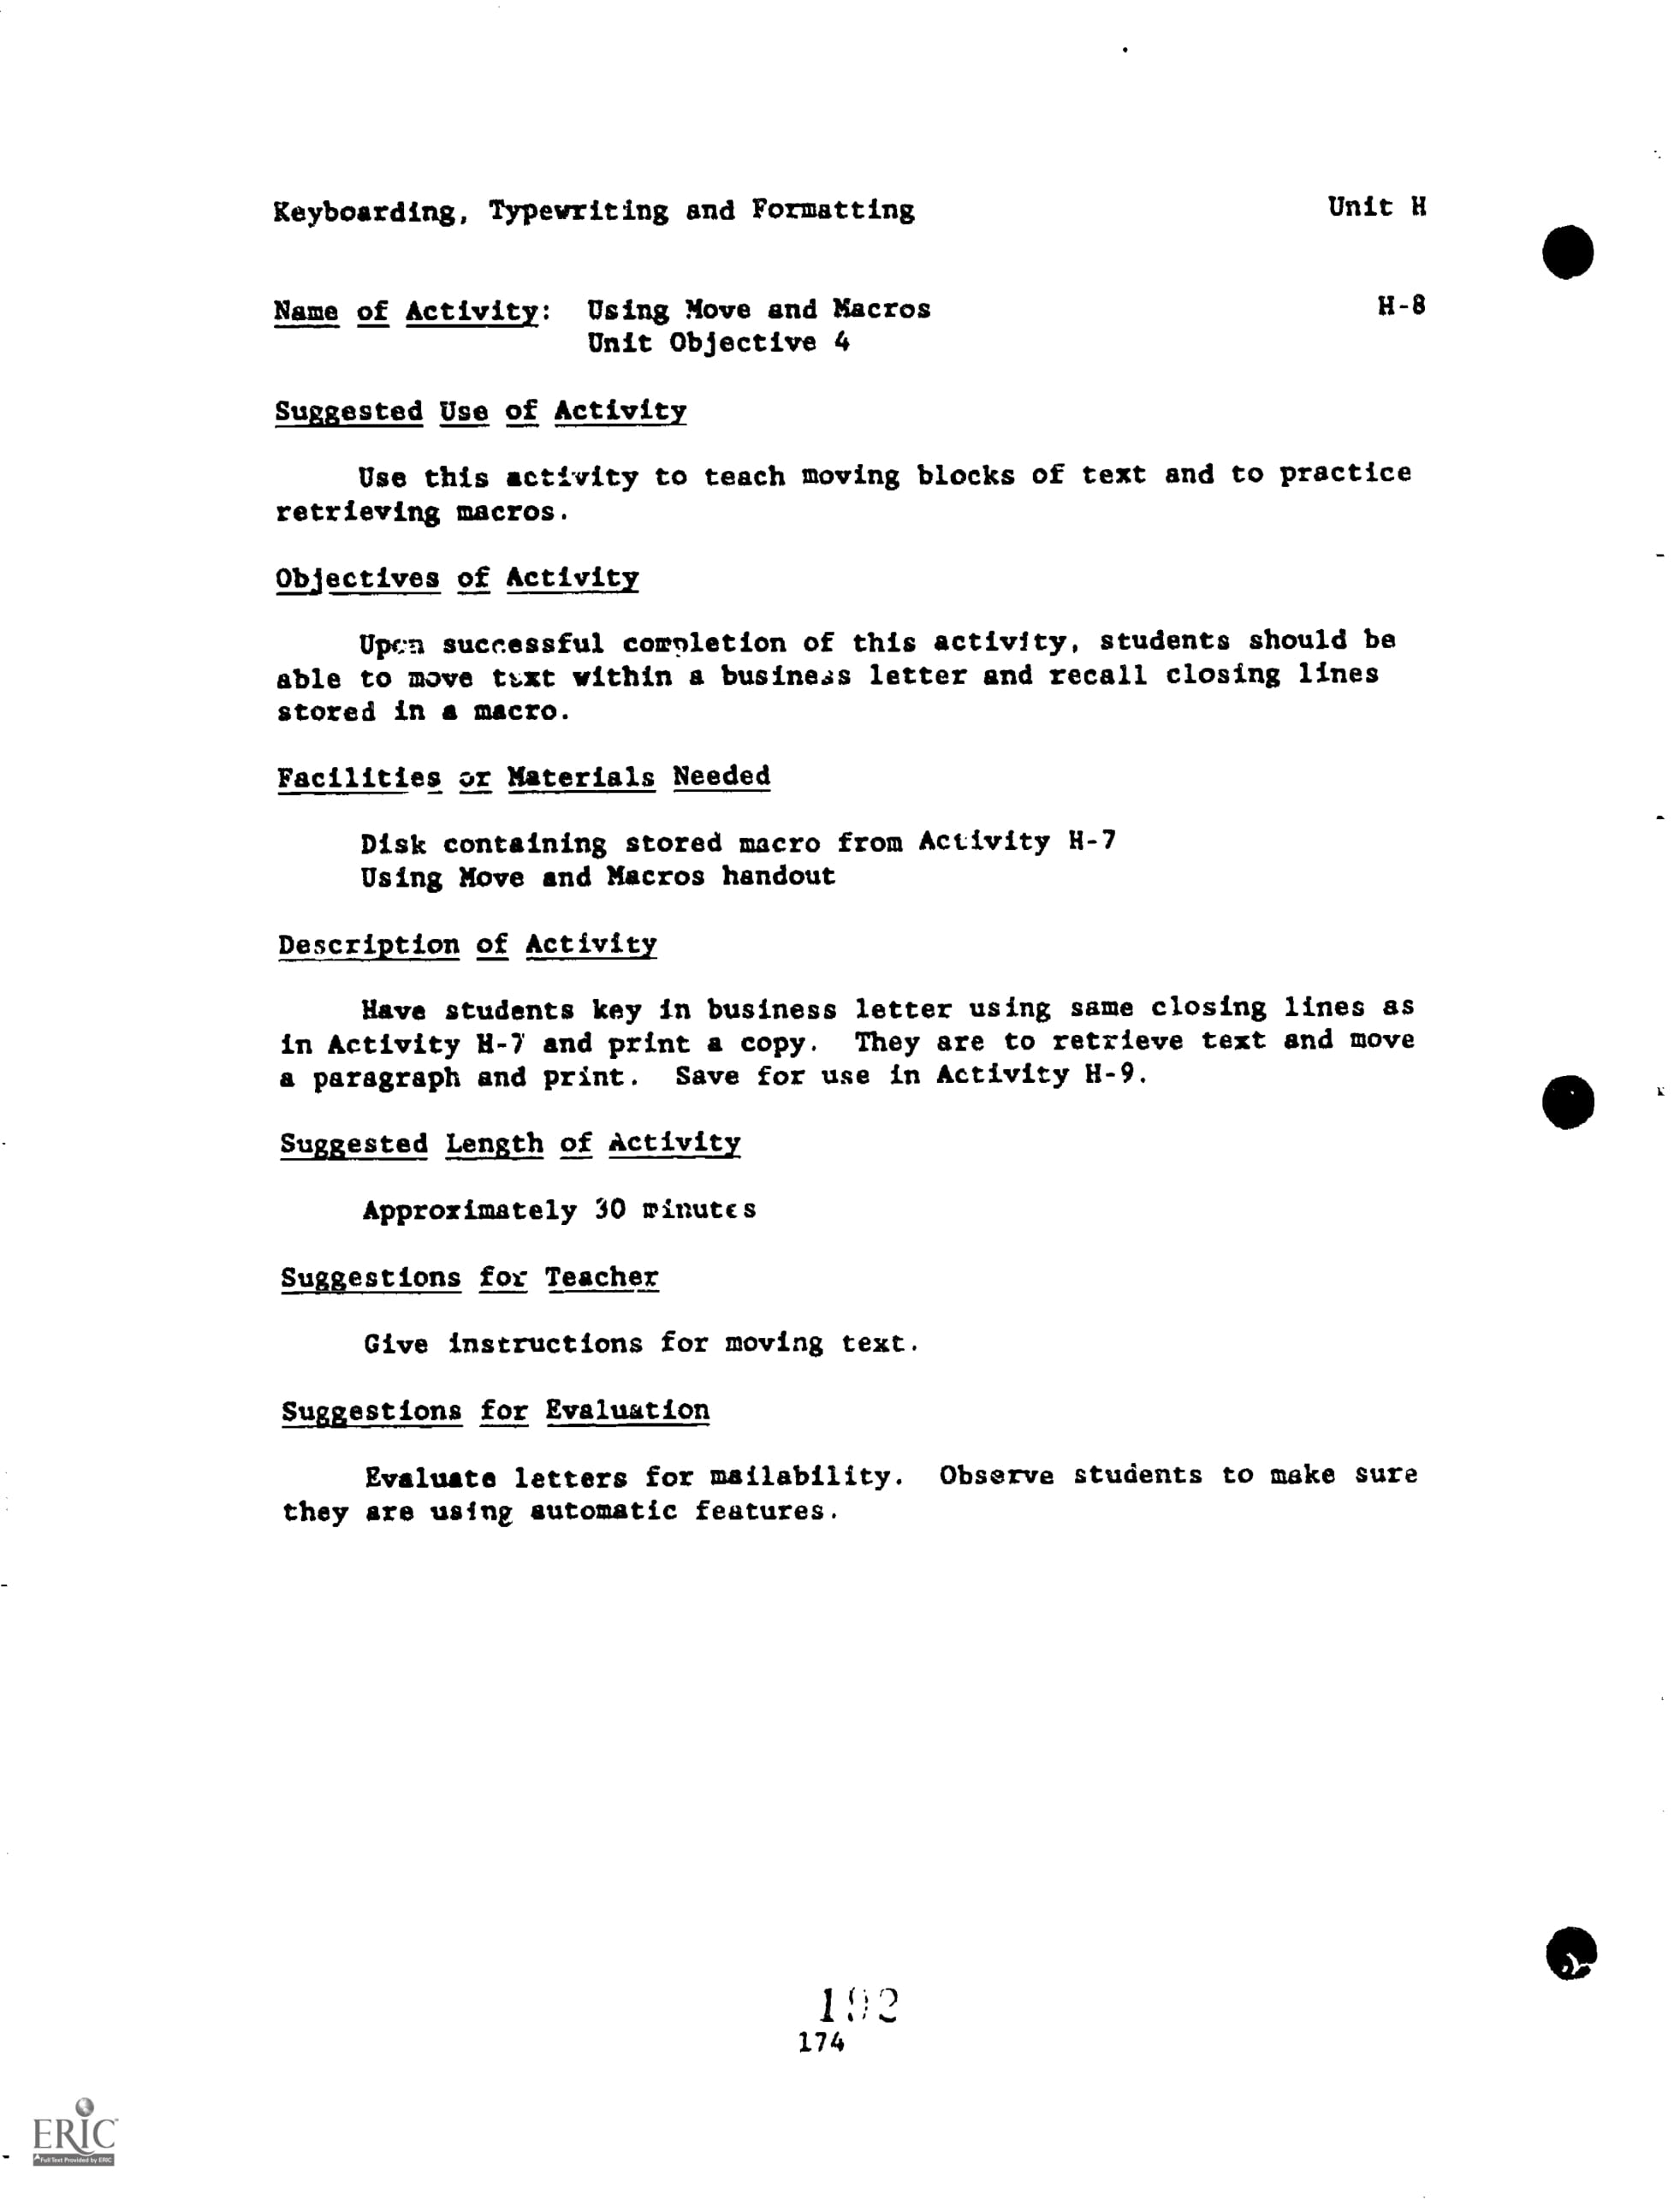 Keyboarding, Typewriting and Formatting Unit H
Name of Activity: Using Move and Macros H-8
Unit Objective 4
Suggested Use of Activity
Use this activity to teach moving blocks of text and to practice
retrieving macros.
Objectives of Activity
Upon successful completion of this activity, students should be
able to move text within a business letter and recall closing lines
stored in a macro.
Facilities or Materials Needed
Disk containing stored macro from Activity H-7
Using Move and Macros handout
Description of Activity
Have students key in business letter using same closing lines as
in Activity H-7 and print a copy. They are to retrieve text and move
a paragraph and print. Save for use in Activity H-9.
Suggested Length of Activity
Approximately 30 minutes
Suggestions for Teacher
Give instructions for moving text.
Suggestions for Evaluation
Evaluate letters for mailability. Observe students to make sure
they are using automatic features.
192
174
ERIC
Full Text Provided by ERIC